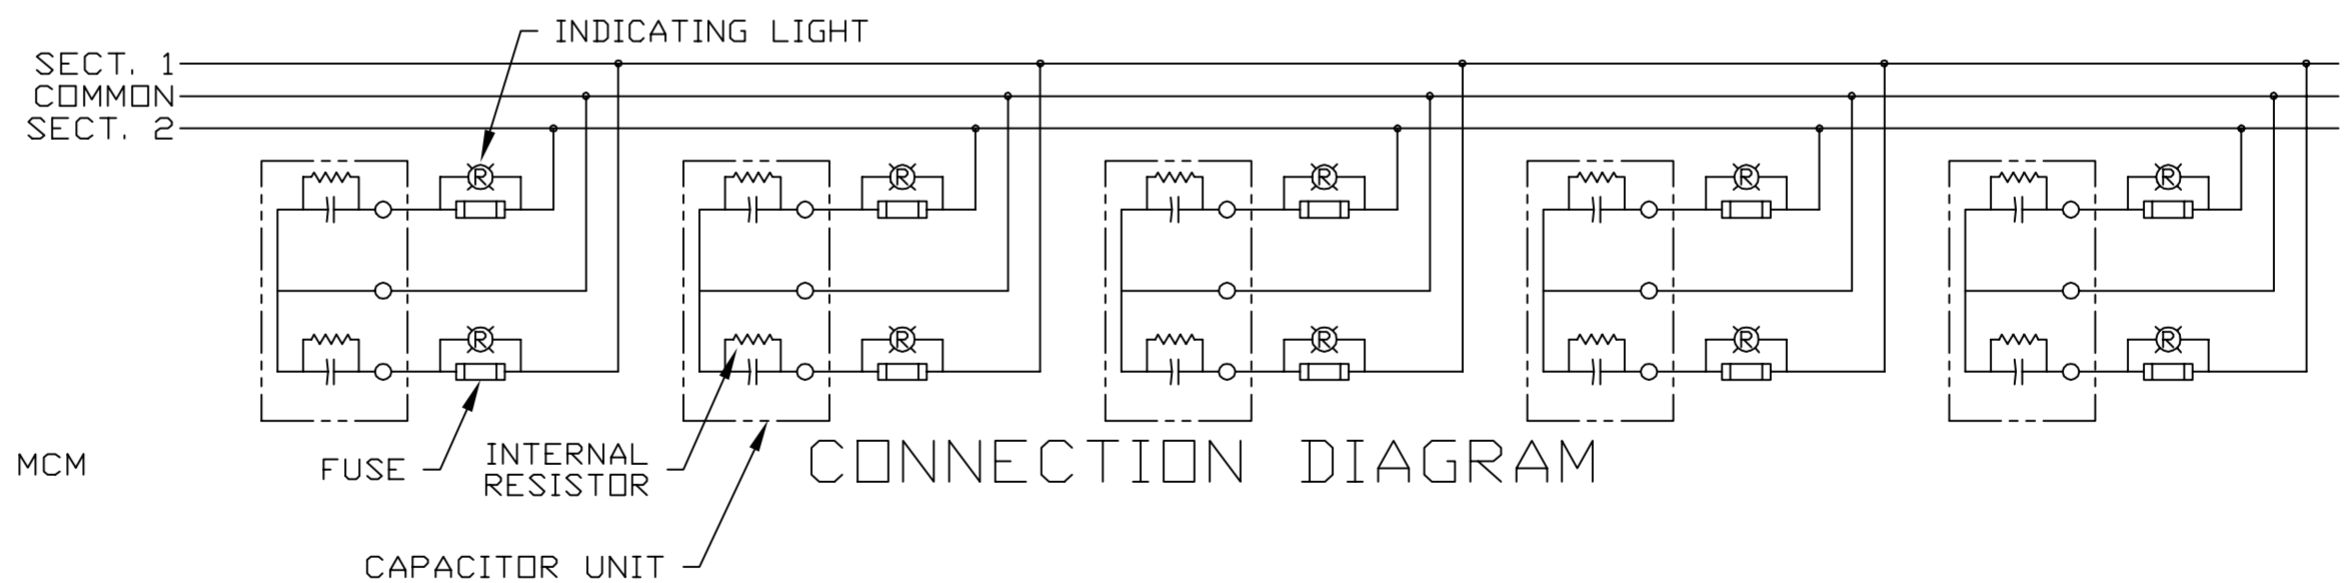 INDICATING LIGHT
SECT. 1
COMMON
SECT. 2
R R R R R
R R R R R
MCM
FUSE
INTERNAL
RESISTOR
CONNECTION DIAGRAM
CAPACITOR UNIT